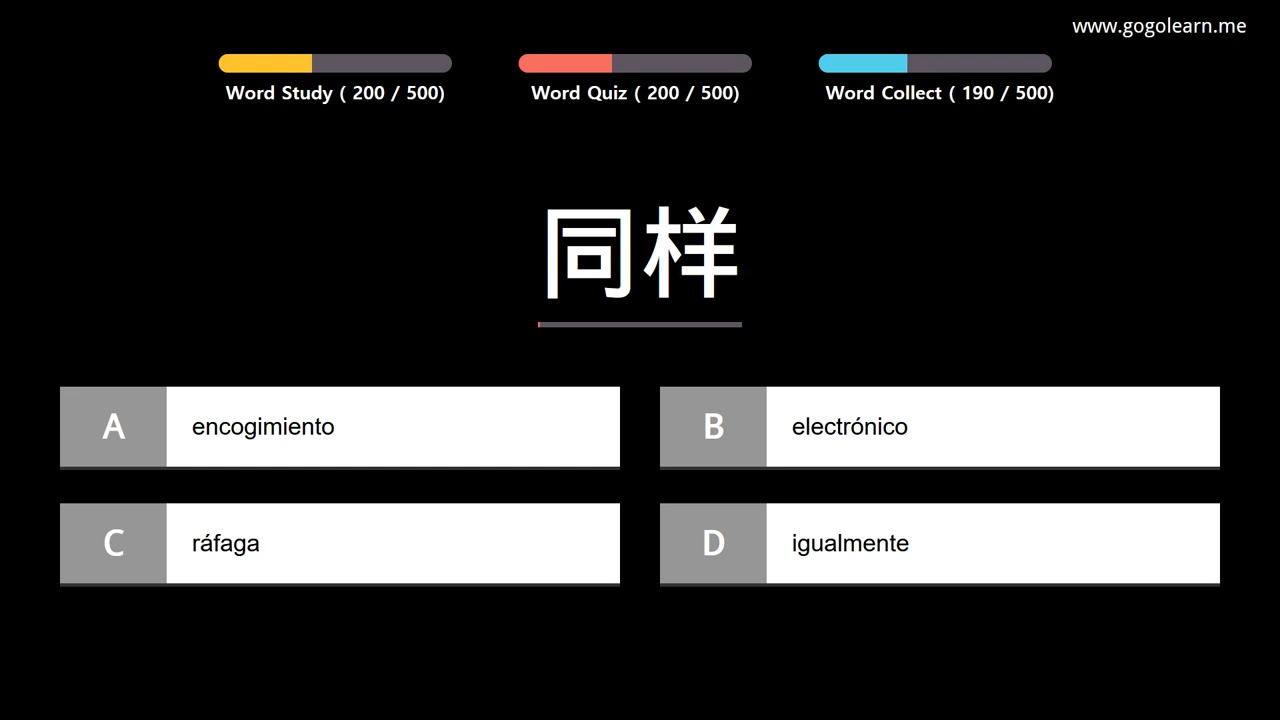 www.gogolearn.me
Word Study ( 200 / 500)
Word Quiz ( 200 / 500)
Word Collect ( 190 / 500)
同样
A encogimiento
B electrónico
C ráfaga
D igualmente